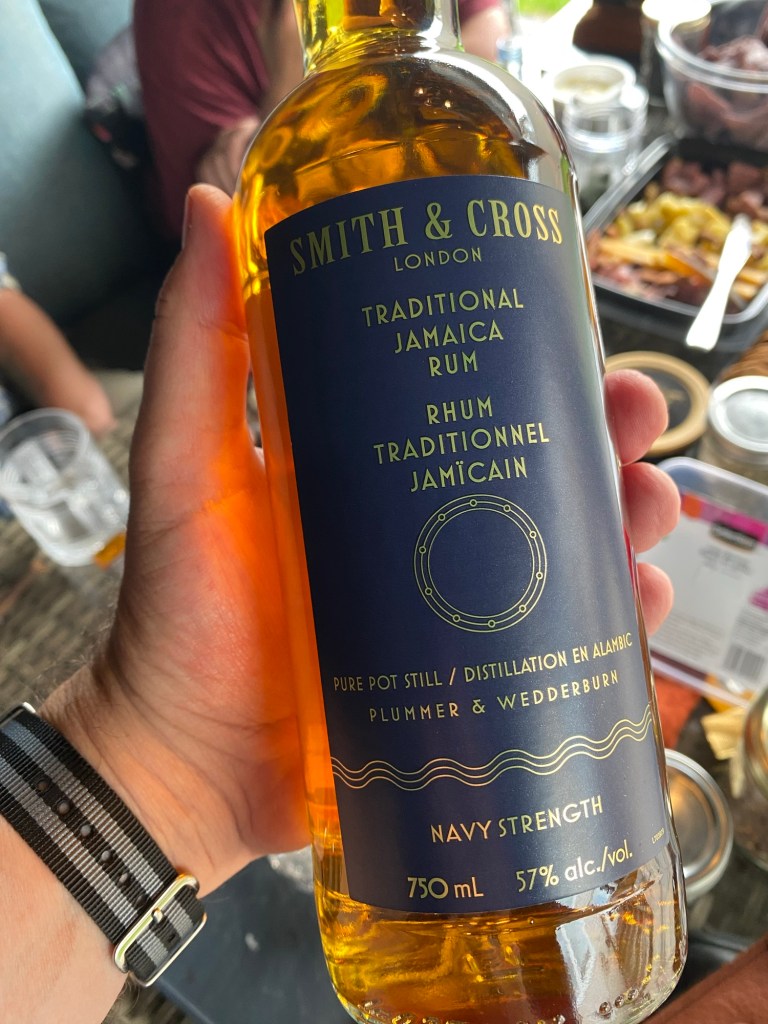 SMITH & CROSS
LONDON
TRADITIONAL
JAMAICA
RUM
RHUM
TRADITIONNEL
JAMÏCAIN
PURE POT STILL / DISTILLATION EN ALAMBIC
PLUMMER & WEDDERBURN
NAVY STRENGTH
750 mL 57% alc./vol.